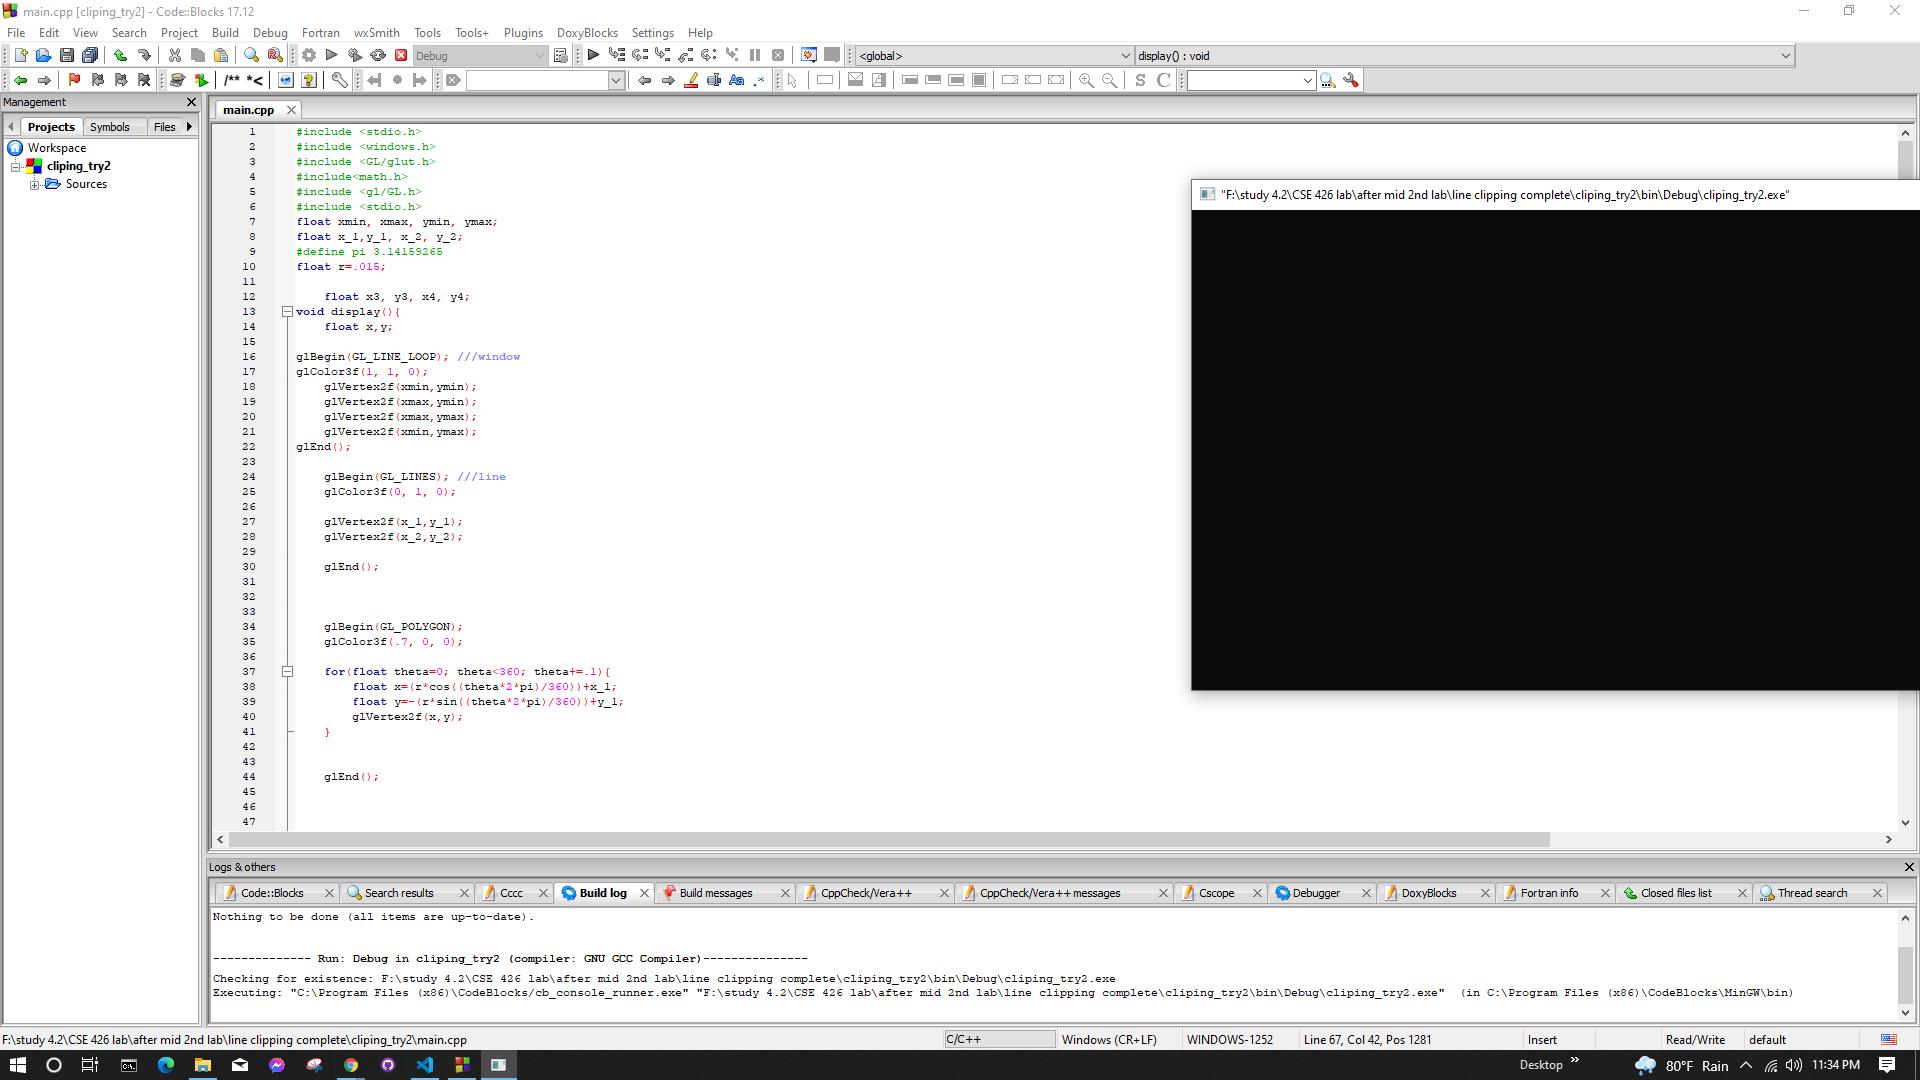 main.cpp [cliping_try2] - Code::Blocks 17.12
File Edit View Search Project Build Debug Fortran wxSmith Tools Tools+ Plugins DoxyBlocks Settings Help
Debug
<global>
display() : void
/** *<
Aa .*
S C
Management
main.cpp
Projects Symbols Files
Workspace
cliping_try2
Sources
1 #include <stdio.h>
2 #include <windows.h>
3 #include <GL/glut.h>
4 #include<math.h>
5 #include <gl/GL.h>
6 #include <stdio.h>
7 float xmin, xmax, ymin, ymax;
8 float x_1,y_1, x_2, y_2;
9 #define pi 3.14159265
10 float r=.015;
11
12 float x3, y3, x4, y4;
13 void display(){
14 float x,y;
15
16 glBegin(GL_LINE_LOOP); ///window
17 glColor3f(1, 1, 0);
18 glVertex2f(xmin,ymin);
19 glVertex2f(xmax,ymin);
20 glVertex2f(xmax,ymax);
21 glVertex2f(xmin,ymax);
22 glEnd();
23
24 glBegin(GL_LINES); ///line
25 glColor3f(0, 1, 0);
26
27 glVertex2f(x_1,y_1);
28 glVertex2f(x_2,y_2);
29
30 glEnd();
31
32
33
34 glBegin(GL_POLYGON);
35 glColor3f(.7, 0, 0);
36
37 for(float theta=0; theta<360; theta+=.1){
38 float x=(r*cos((theta*2*pi)/360))+x_1;
39 float y=-(r*sin((theta*2*pi)/360))+y_1;
40 glVertex2f(x,y);
41 }
42
43
44 glEnd();
45
46
47
"F:\study 4.2\CSE 426 lab\after mid 2nd lab\line clipping complete\cliping_try2\bin\Debug\cliping_try2.exe"
Logs & others
Code::Blocks Search results Cccc Build log Build messages CppCheck/Vera++ CppCheck/Vera++ messages Cscope Debugger DoxyBlocks Fortran info Closed files list Thread search
Nothing to be done (all items are up-to-date).
-------------- Run: Debug in cliping_try2 (compiler: GNU GCC Compiler)---------------
Checking for existence: F:\study 4.2\CSE 426 lab\after mid 2nd lab\line clipping complete\cliping_try2\bin\Debug\cliping_try2.exe
Executing: "C:\Program Files (x86)\CodeBlocks/cb_console_runner.exe" "F:\study 4.2\CSE 426 lab\after mid 2nd lab\line clipping complete\cliping_try2\bin\Debug\cliping_try2.exe"  (in C:\Program Files (x86)\CodeBlocks\MinGW\bin)
F:\study 4.2\CSE 426 lab\after mid 2nd lab\line clipping complete\cliping_try2\main.cpp
C/C++
Windows (CR+LF)
WINDOWS-1252
Line 67, Col 42, Pos 1281
Insert
Read/Write
default
Desktop
80°F Rain
11:34 PM